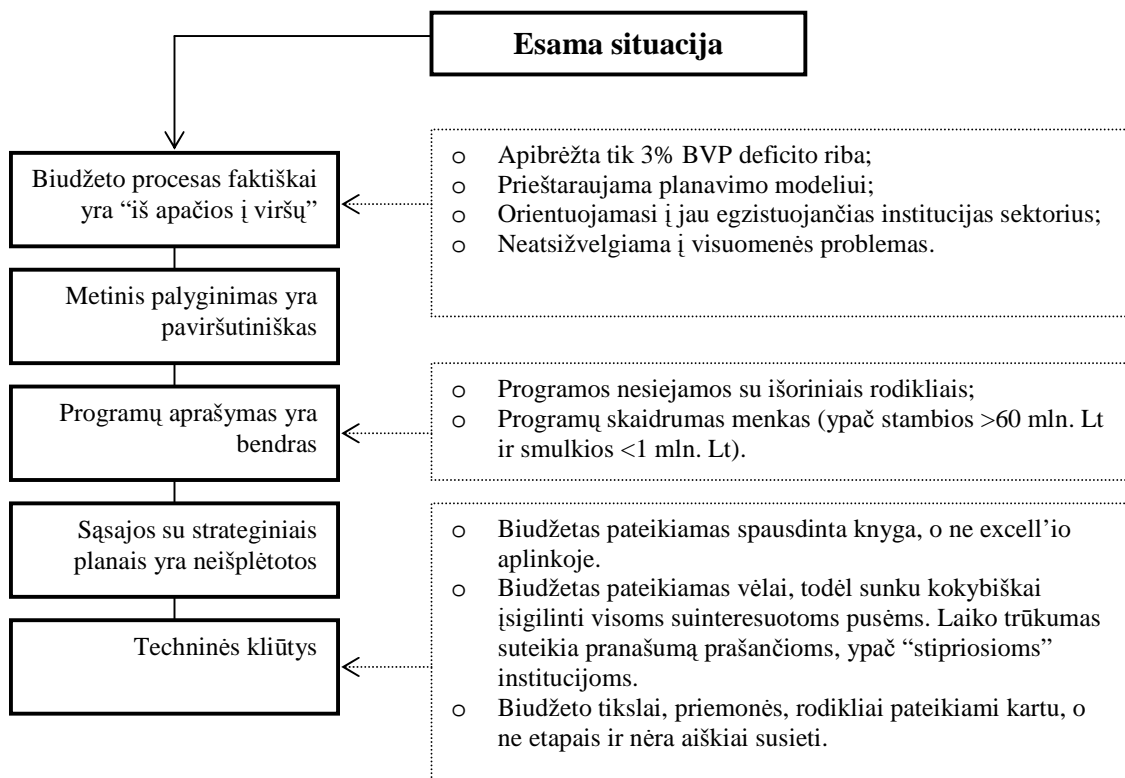 Esama situacija
Biudžeto procesas faktiškai
yra “iš apačios į viršų”
o Apibrėžta tik 3% BVP deficito riba;
o Prieštaraujama planavimo modeliui;
o Orientuojamasi į jau egzistuojančias institucijas sektorius;
o Neatsižvelgiama į visuomenės problemas.
Metinis palyginimas yra
paviršutiniškas
Programų aprašymas yra
bendras
o Programos nesiejamos su išoriniais rodikliais;
o Programų skaidrumas menkas (ypač stambios >60 mln. Lt
ir smulkios <1 mln. Lt).
Sąsajos su strateginiais
planais yra neišplėtotos
Techninės kliūtys
o Biudžetas pateikiamas spausdinta knyga, o ne excell’io
aplinkoje.
o Biudžetas pateikiamas vėlai, todėl sunku kokybiškai
įsigilinti visoms suinteresuotoms pusėms. Laiko trūkumas
suteikia pranašumą prašančioms, ypač “stipriosioms”
institucijoms.
o Biudžeto tikslai, priemonės, rodikliai pateikiami kartu, o
ne etapais ir nėra aiškiai susieti.